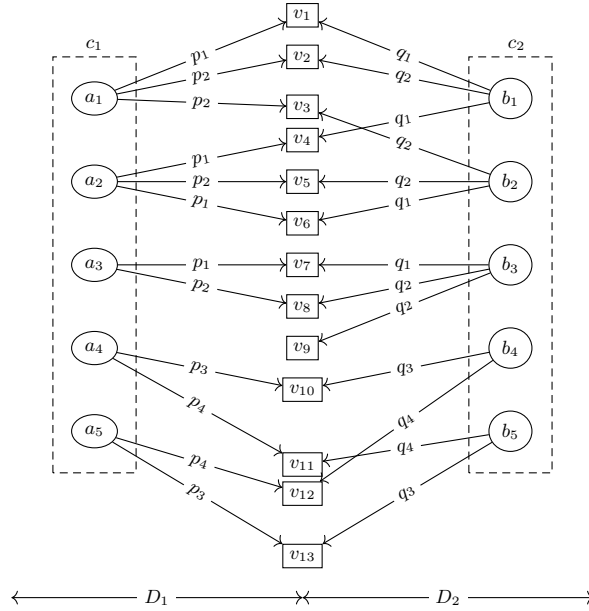 v1
c1 c2
p1 q1
v2
p2 q2
a1 b1
p2 v3
q1
v4
p1 q2
a2 p2 v5 q2 b2
p1 q1
v6
a3 p1 v7 q1 b3
p2 q2
v8 q2
v9
a4 b4
p3 q3
v10
p4 q4
a5 b5
p4 v11 q4
v12
p3 q3
v13
D1 D2